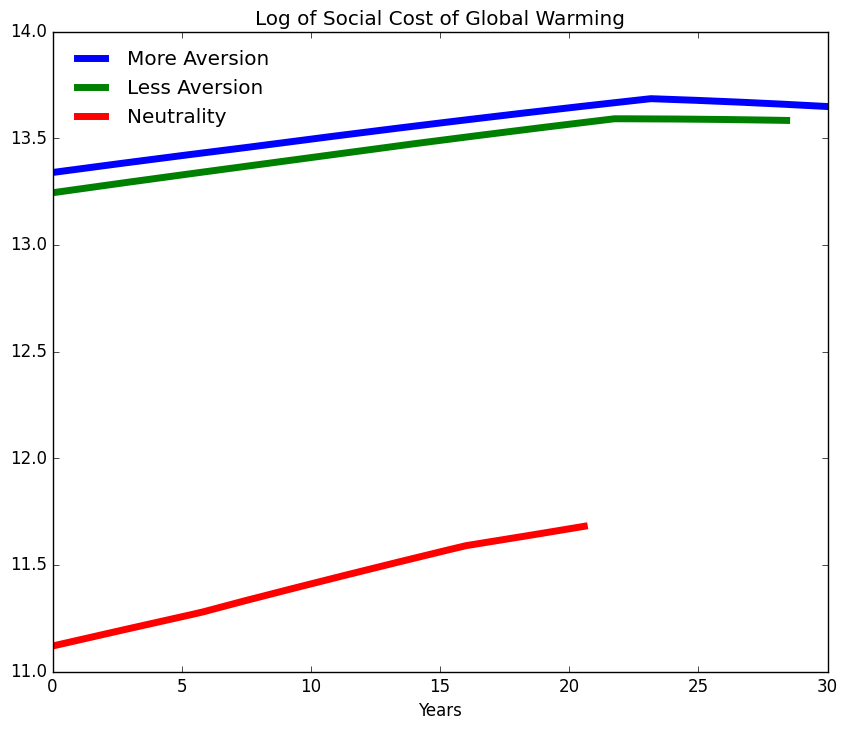 Log of Social Cost of Global Warming
14.0
More Aversion
Less Aversion
Neutrality
13.5
13.0
12.5
12.0
11.5
11.0
0 5 10 15 20 25 30
Years